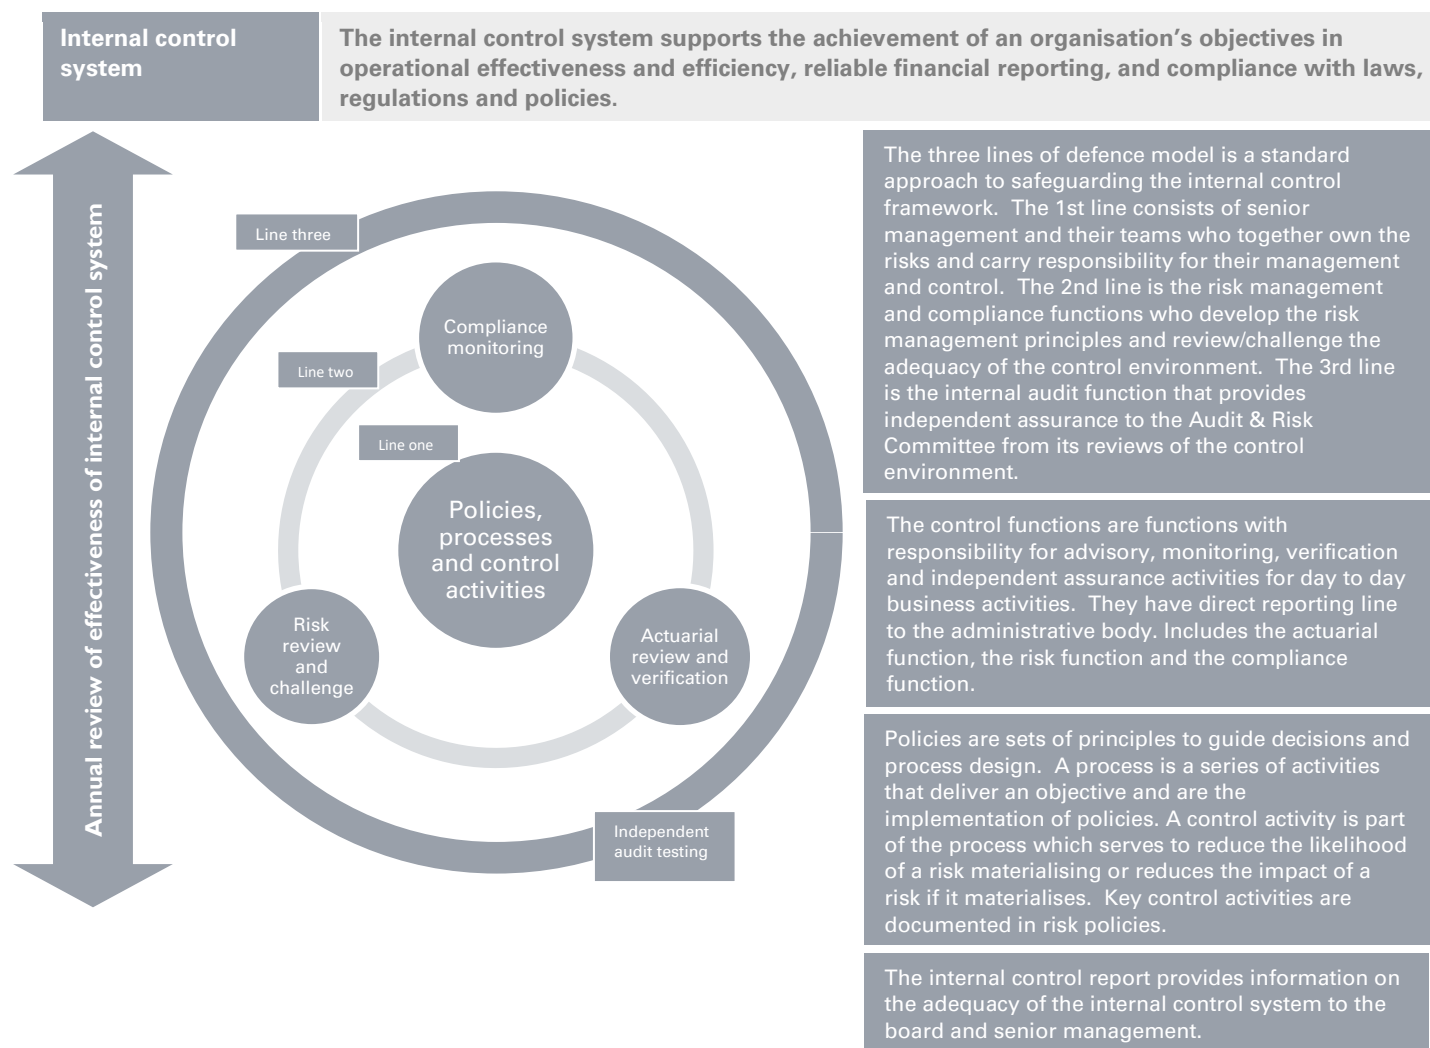 Internal control
system
The internal control system supports the achievement of an organisation’s objectives in
operational effectiveness and efficiency, reliable financial reporting, and compliance with laws,
regulations and policies.
Annual review of effectiveness of internal control system
Line three
Compliance
monitoring
Line two
Line one
Policies,
processes
and control
activities
Risk
review
and
challenge
Actuarial
review and
verification
Independent
audit testing
The three lines of defence model is a standard
approach to safeguarding the internal control
framework.  The 1st line consists of senior
management and their teams who together own the
risks and carry responsibility for their management
and control.  The 2nd line is the risk management
and compliance functions who develop the risk
management principles and review/challenge the
adequacy of the control environment.  The 3rd line
is the internal audit function that provides
independent assurance to the Audit & Risk
Committee from its reviews of the control
environment.
The control functions are functions with
responsibility for advisory, monitoring, verification
and independent assurance activities for day to day
business activities.  They have direct reporting line
to the administrative body. Includes the actuarial
function, the risk function and the compliance
function.
Policies are sets of principles to guide decisions and
process design.  A process is a series of activities
that deliver an objective and are the
implementation of policies. A control activity is part
of the process which serves to reduce the likelihood
of a risk materialising or reduces the impact of a
risk if it materialises.  Key control activities are
documented in risk policies.
The internal control report provides information on
the adequacy of the internal control system to the
board and senior management.